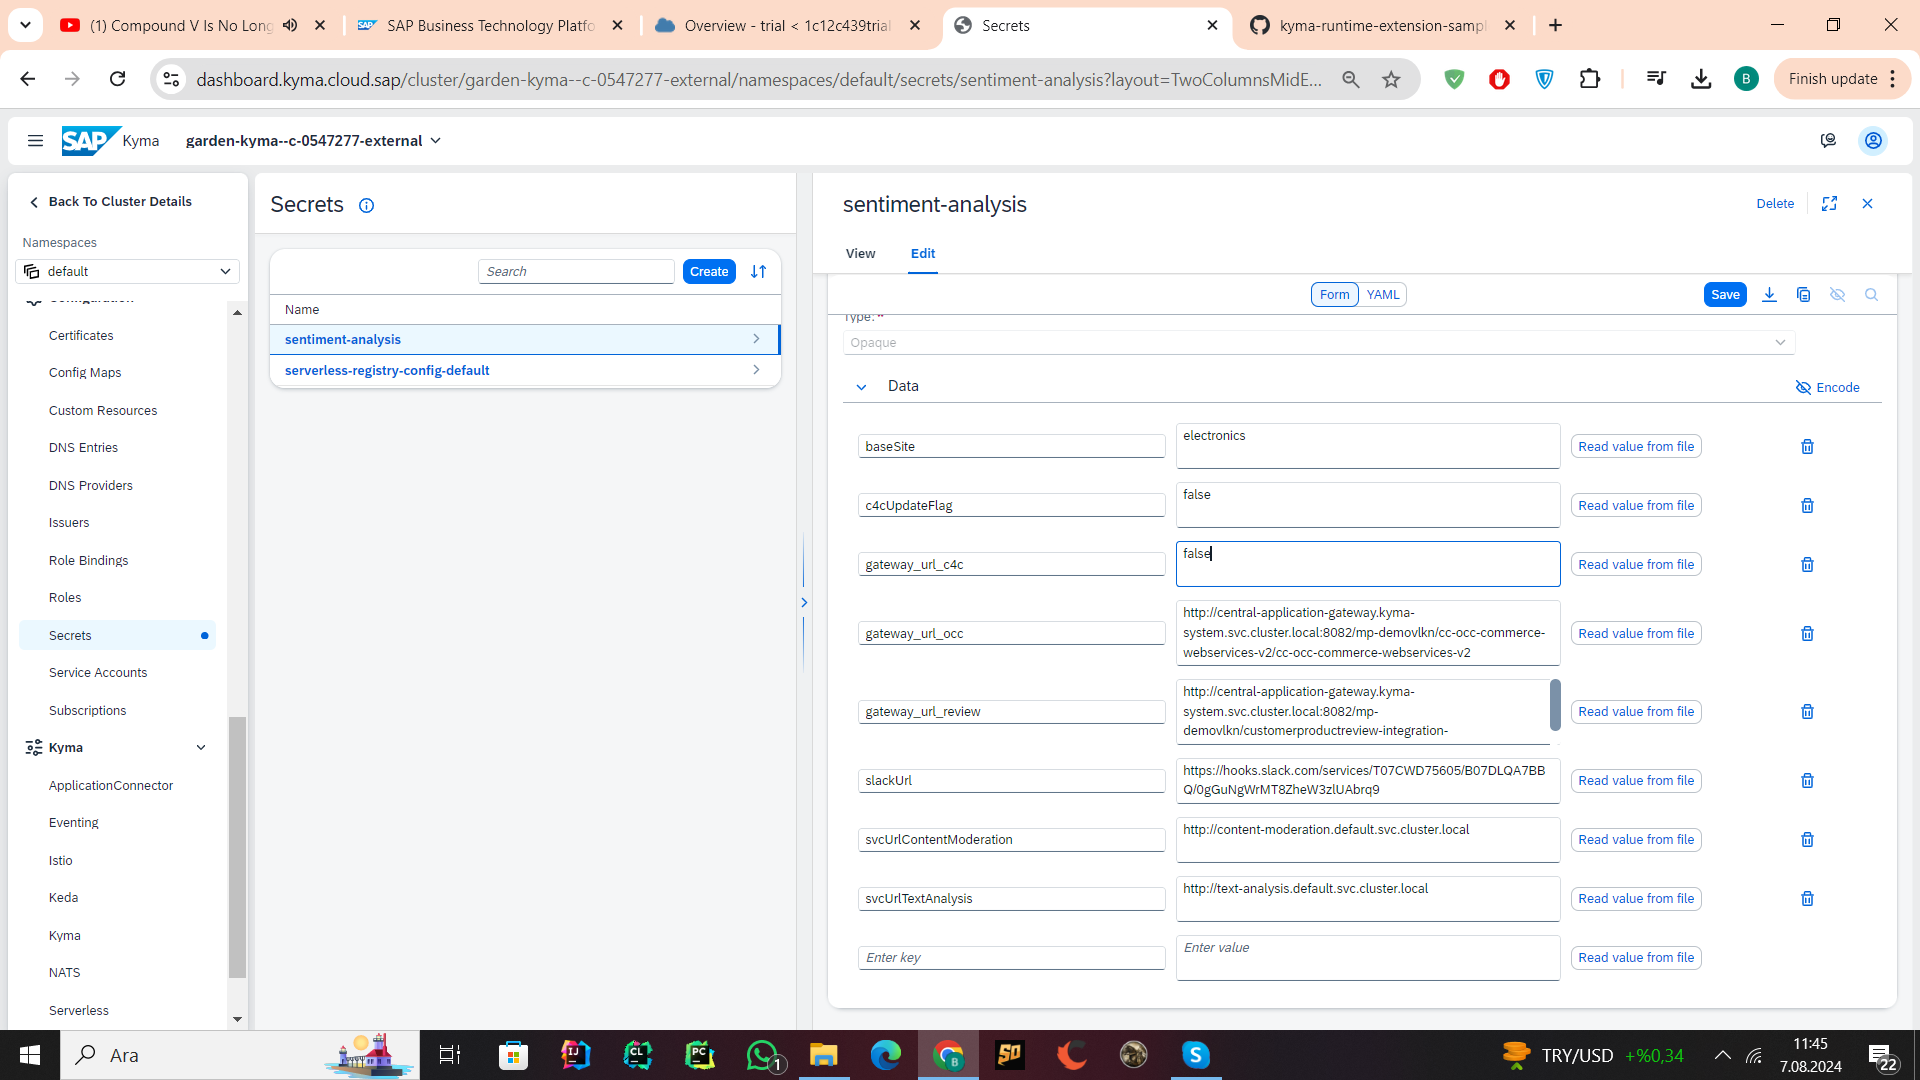 (1) Compound V Is No Long
SAP Business Technology Platfo
Overview - trial < 1c12c439trial
Secrets
kyma-runtime-extension-sampl
dashboard.kyma.cloud.sap/cluster/garden-kyma--c-0547277-external/namespaces/default/secrets/sentiment-analysis?layout=TwoColumnsMidE...
B
Finish update
SAP Kyma
garden-kyma--c-0547277-external
Back To Cluster Details
Namespaces
default
Configuration
Certificates
Config Maps
Custom Resources
DNS Entries
DNS Providers
Issuers
Role Bindings
Roles
Secrets
Service Accounts
Subscriptions
Kyma
ApplicationConnector
Eventing
Istio
Keda
Kyma
NATS
Serverless
Secrets
Search
Create
Name
sentiment-analysis
serverless-registry-config-default
sentiment-analysis
Delete
View
Edit
Form
YAML
Save
Type: *
Opaque
Data
Encode
baseSite
electronics
Read value from file
c4cUpdateFlag
false
Read value from file
gateway_url_c4c
false
Read value from file
gateway_url_occ
http://central-application-gateway.kyma-
system.svc.cluster.local:8082/mp-demovlkn/cc-occ-commerce-
webservices-v2/cc-occ-commerce-webservices-v2
Read value from file
gateway_url_review
http://central-application-gateway.kyma-
system.svc.cluster.local:8082/mp-
demovlkn/customerproductreview-integration-
Read value from file
slackUrl
https://hooks.slack.com/services/T07CWD75605/B07DLQA7BB
Q/0gGuNgWrMT8ZheW3zlUAbrq9
Read value from file
svcUrlContentModeration
http://content-moderation.default.svc.cluster.local
Read value from file
svcUrlTextAnalysis
http://text-analysis.default.svc.cluster.local
Read value from file
Enter key
Enter value
Read value from file
Ara
1
TRY/USD +%0,34
11:45
7.08.2024
22